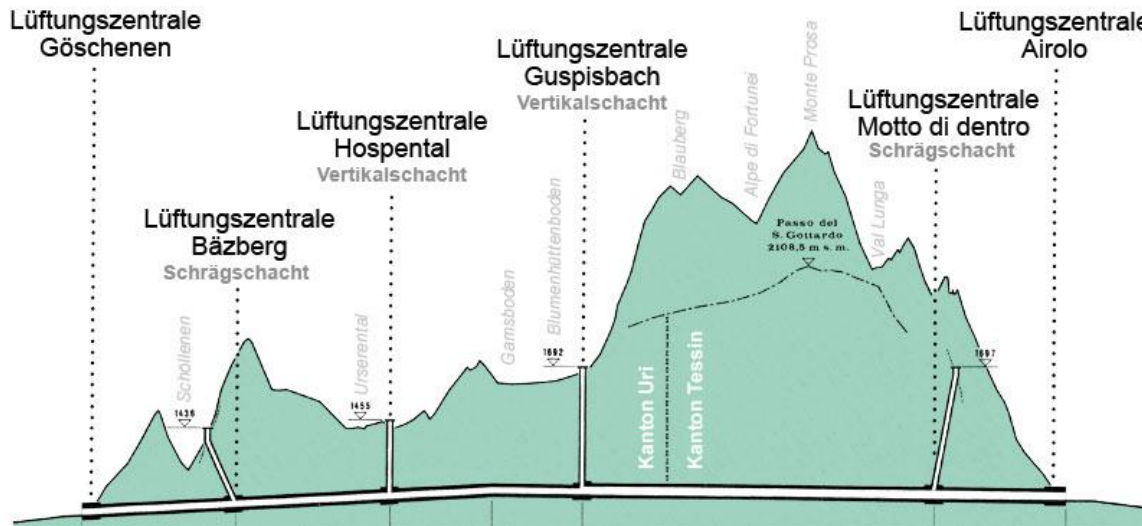 Lüftungszentrale
Göschenen
Lüftungszentrale
Airolo
Lüftungszentrale
Guspisbach
Vertikalschacht
Lüftungszentrale
Motto di dentro
Schrägschacht
Lüftungszentrale
Hospental
Vertikalschacht
Lüftungszentrale
Bäzberg
Schrägschacht
Schöllenen
Urserental
Gamsboden
Blumenhüttenboden
Blauberg
Alpe di Fortunei
Monte Prosa
Val Lunga
Passo del
S. Gottardo
2108,5 m s. m.
1436
1455
1692
1697
Kanton Uri
Kanton Tessin